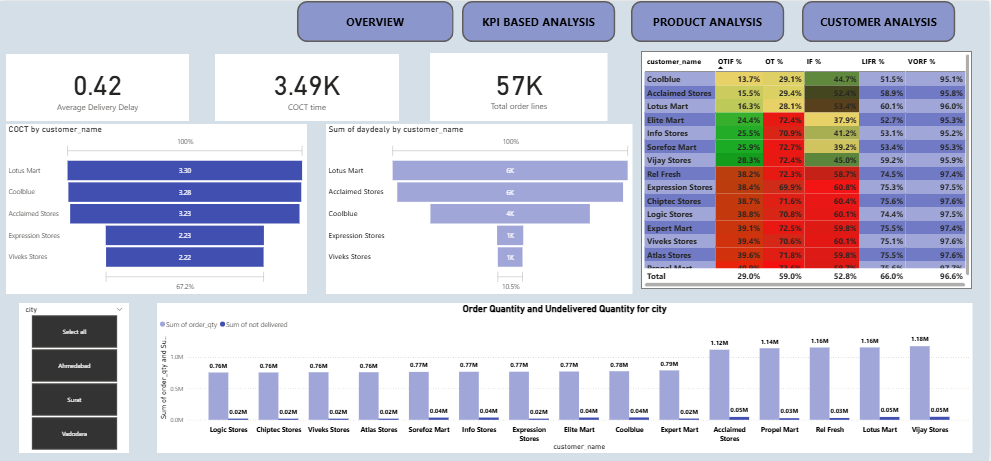 OVERVIEW
KPI BASED ANALYSIS
PRODUCT ANALYSIS
CUSTOMER ANALYSIS
0.42
Average Delivery Delay
3.49K
COCT time
57K
Total order lines
customer_name OTIF % OT % IF % LIFR % VORF %
Coolblue 13.7% 29.1% 44.7% 51.5% 95.1%
Acclaimed Stores 15.5% 29.4% 52.4% 58.9% 95.8%
Lotus Mart 16.3% 28.1% 53.4% 60.1% 96.0%
Elite Mart 24.4% 72.4% 37.9% 52.7% 95.3%
Info Stores 25.5% 70.9% 41.2% 53.1% 95.2%
Sorefoz Mart 25.9% 72.7% 39.2% 53.4% 95.3%
Vijay Stores 28.3% 72.4% 45.0% 59.2% 95.9%
Rel Fresh 38.2% 72.3% 58.7% 74.5% 97.4%
Expression Stores 38.4% 69.9% 60.8% 75.3% 97.5%
Chiptec Stores 38.7% 71.6% 60.4% 75.6% 97.6%
Logic Stores 38.8% 70.8% 60.1% 74.4% 97.5%
Expert Mart 39.1% 72.5% 59.8% 75.5% 97.4%
Viveks Stores 39.4% 70.6% 60.1% 75.1% 97.6%
Atlas Stores 39.6% 71.8% 59.8% 75.5% 97.6%
Propel Mart
Total 29.0% 59.0% 52.8% 66.0% 96.6%
COCT by customer_name
100%
Lotus Mart 3.30
Coolblue 3.28
Acclaimed Stores 3.23
Expression Stores 2.23
Viveks Stores 2.22
67.2%
Sum of daydealy by customer_name
100%
Lotus Mart 6K
Acclaimed Stores 6K
Coolblue 4K
Expression Stores 1K
Viveks Stores 1K
10.5%
city
Select all
Ahmedabad
Surat
Vadodara
Order Quantity and Undelivered Quantity for city
Sum of order_qty Sum of not delivered
Sum of order_qty and Su...
1.0M
0.5M
0.0M
0.76M 0.76M 0.76M 0.76M 0.77M 0.77M 0.77M 0.77M 0.78M 0.79M 1.12M 1.14M 1.16M 1.16M 1.18M
0.02M 0.02M 0.02M 0.02M 0.04M 0.04M 0.02M 0.04M 0.04M 0.02M 0.05M 0.03M 0.03M 0.05M 0.05M
Logic Stores Chiptec Stores Viveks Stores Atlas Stores Sorefoz Mart Info Stores Expression Stores Elite Mart Coolblue Expert Mart Acclaimed Stores Propel Mart Rel Fresh Lotus Mart Vijay Stores
customer_name